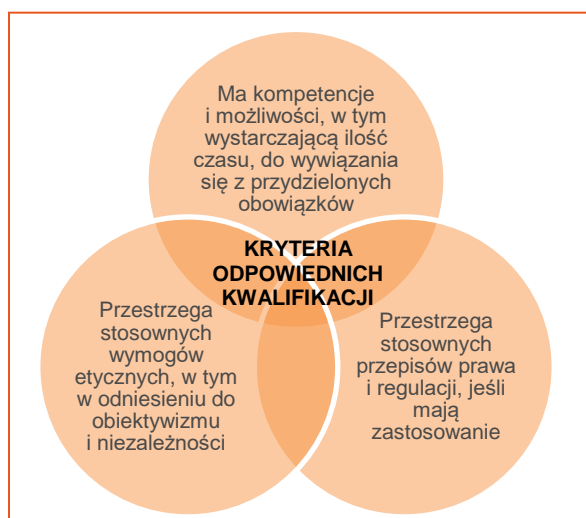 Ma kompetencje
i możliwości, w tym
wystarczającą ilość
czasu, do wywiązania
się z przydzielonych
obowiązków
KRYTERIA
ODPOWIEDNICH
KWALIFIKACJI
Przestrzega
stosownych
wymogów
etycznych, w tym
w odniesieniu do
obiektywizmu
i niezależności
Przestrzega
stosownych
przepisów prawa
i regulacji, jeśli
mają
zastosowanie